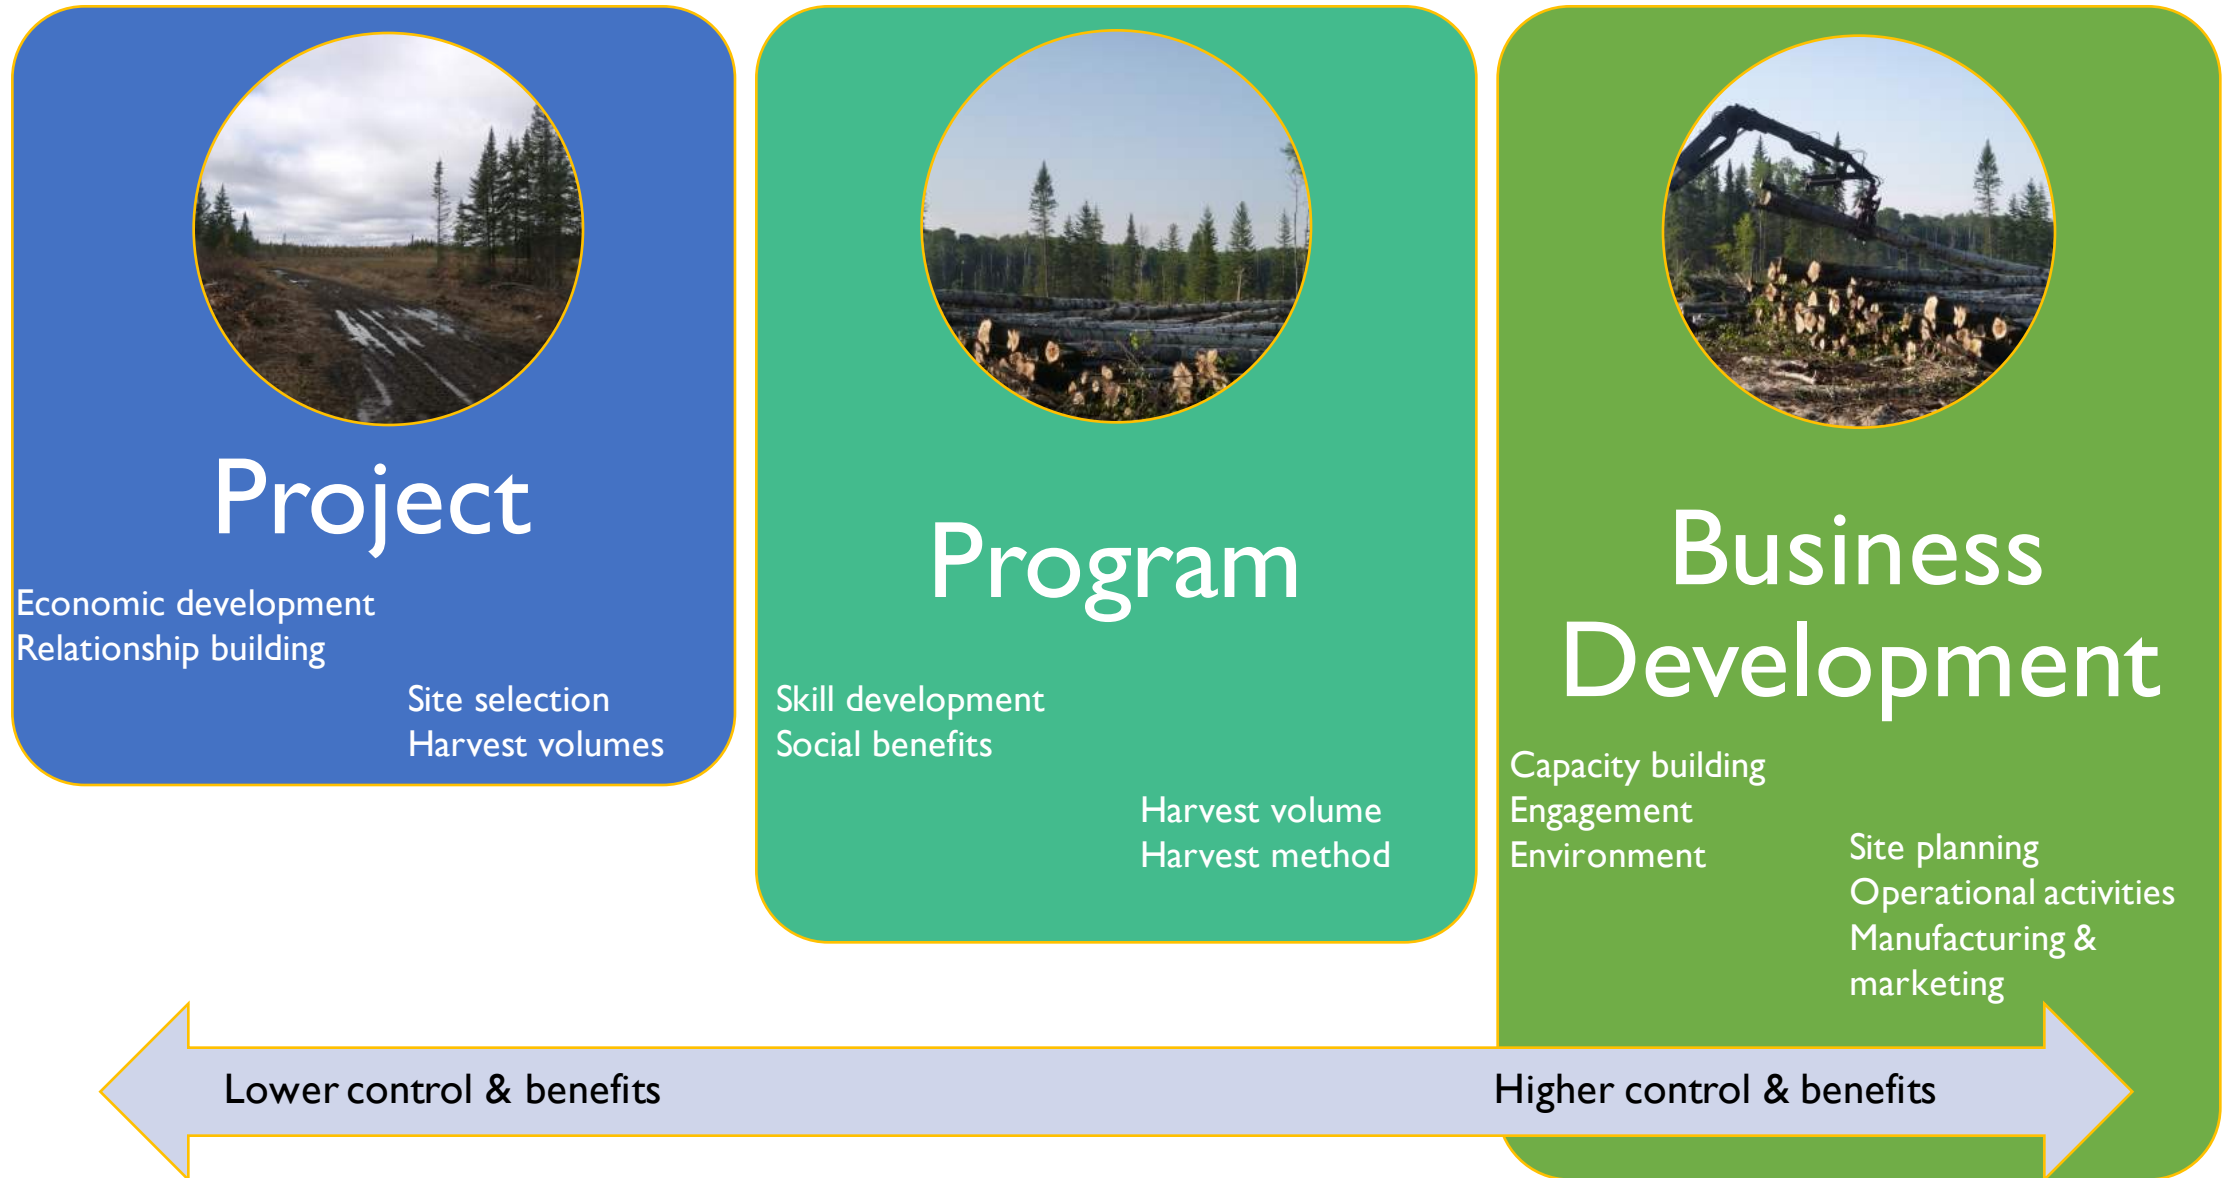 Project
Economic development
Relationship building
Site selection
Harvest volumes
Program
Skill development
Social benefits
Harvest volume
Harvest method
Business
Development
Capacity building
Engagement
Environment
Site planning
Operational activities
Manufacturing &
marketing
Lower control & benefits
Higher control & benefits